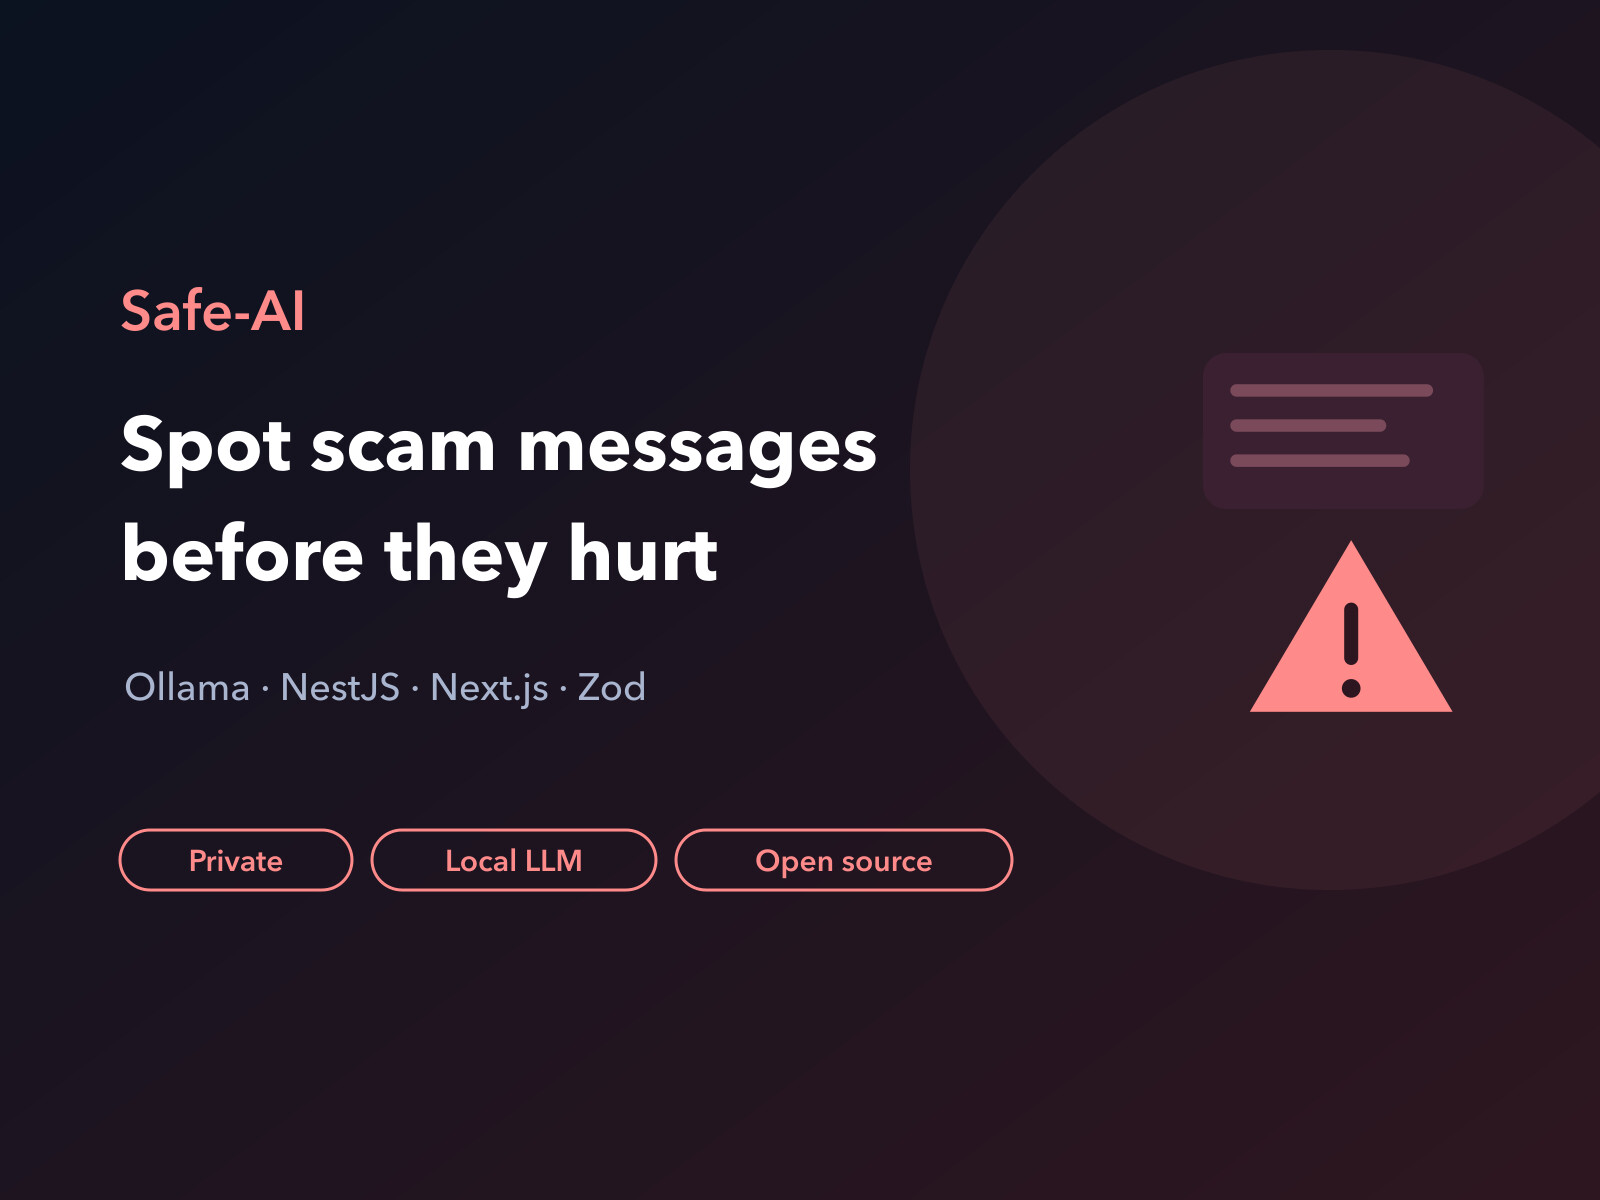 Safe-AI
Spot scam messages
before they hurt
Ollama · NestJS · Next.js · Zod
Private
Local LLM
Open source